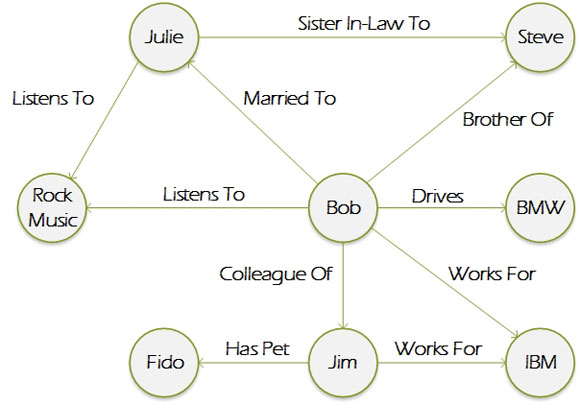 Julie
Sister In-Law To
Steve
Listens To
Married To
Brother Of
Rock
Music
Listens To
Bob
Drives
BMW
Colleague Of
Works For
Fido
Has Pet
Jim
Works For
IBM